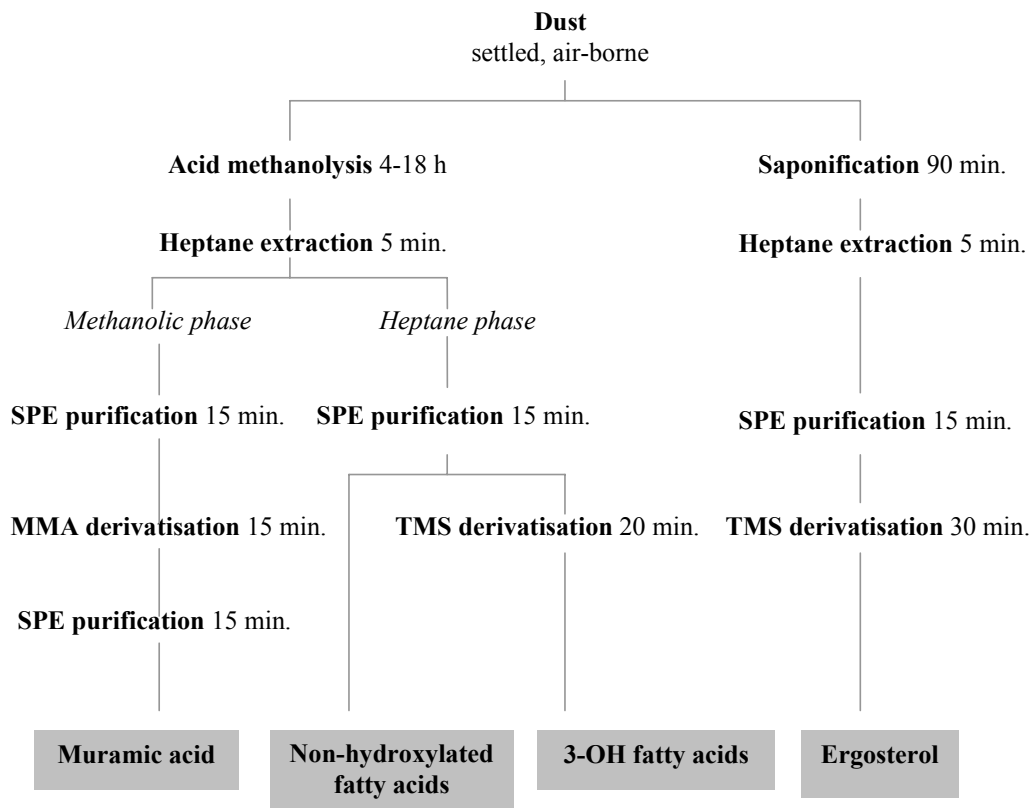 Dust
settled, air-borne
Acid methanolysis 4-18 h
Saponification 90 min.
Heptane extraction 5 min.
Heptane extraction 5 min.
Methanolic phase
Heptane phase
SPE purification 15 min.
SPE purification 15 min.
SPE purification 15 min.
MMA derivatisation 15 min.
TMS derivatisation 20 min.
TMS derivatisation 30 min.
SPE purification 15 min.
Muramic acid
Non-hydroxylated
fatty acids
3-OH fatty acids
Ergosterol